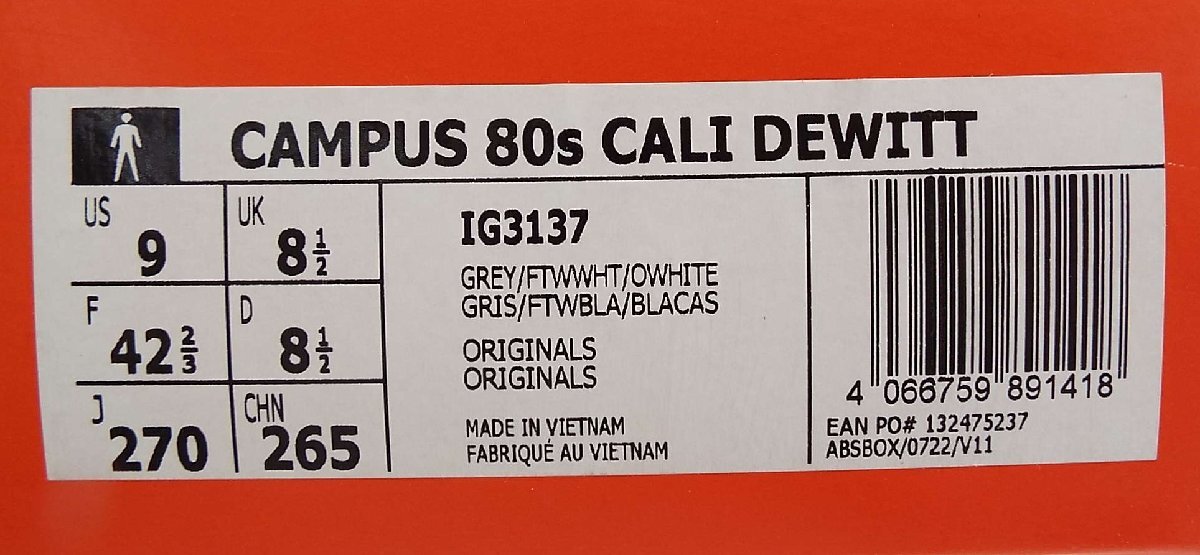 CAMPUS 80s CALI DEWITT
US
9
UK
8 1/2
F
42 2/3
D
8 1/2
J
270
CHN
265
IG3137
GREY/FTWWHT/OWHITE
GRIS/FTWBLA/BLACAS
ORIGINALS
ORIGINALS
MADE IN VIETNAM
FABRIQUÉ AU VIETNAM
4 066759 891418
EAN PO# 132475237
ABSBOX/0722/V11